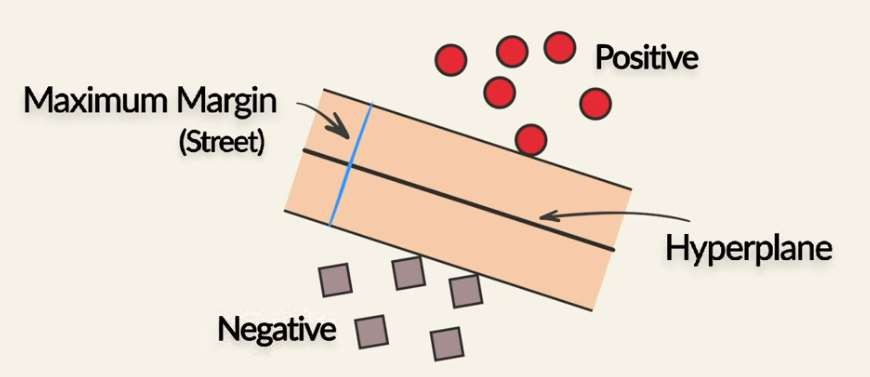 Positive
Maximum Margin
(Street)
Hyperplane
Negative